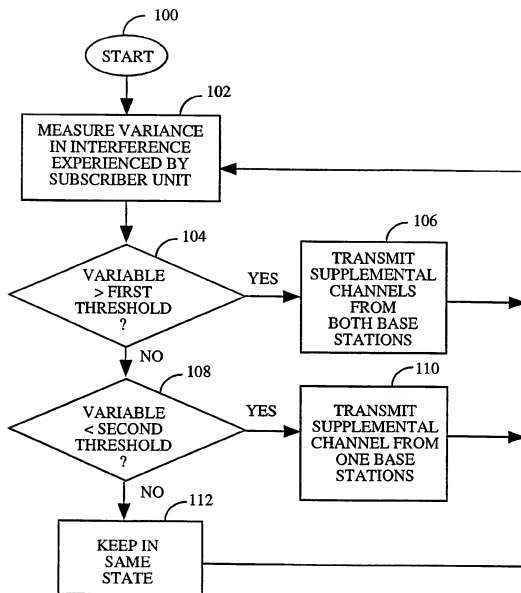 100
START
102
MEASURE VARIANCE
IN INTERFERENCE
EXPERIENCED BY
SUBSCRIBER UNIT
104
VARIABLE
> FIRST
THRESHOLD
?
YES
106
TRANSMIT
SUPPLEMENTAL
CHANNELS
FROM
BOTH BASE
STATIONS
NO
108
VARIABLE
< SECOND
THRESHOLD
?
YES
110
TRANSMIT
SUPPLEMENTAL
CHANNEL FROM
ONE BASE
STATIONS
NO
112
KEEP IN
SAME
STATE